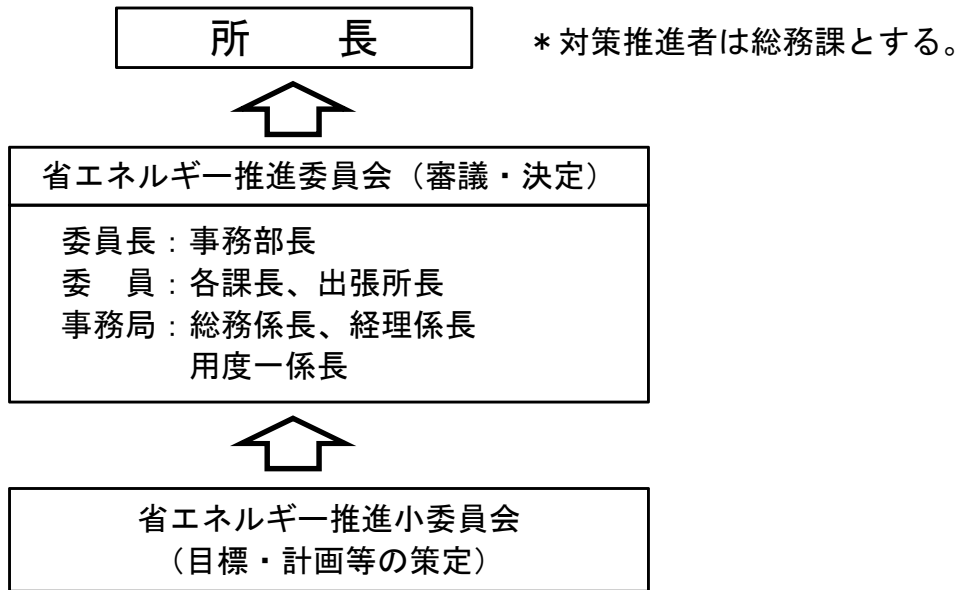 所　長
＊対策推進者は総務課とする。
省エネルギー推進委員会（審議・決定）
委員長：事務部長
委　員：各課長、出張所長
事務局：総務係長、経理係長
用度一係長
省エネルギー推進小委員会
（目標・計画等の策定）